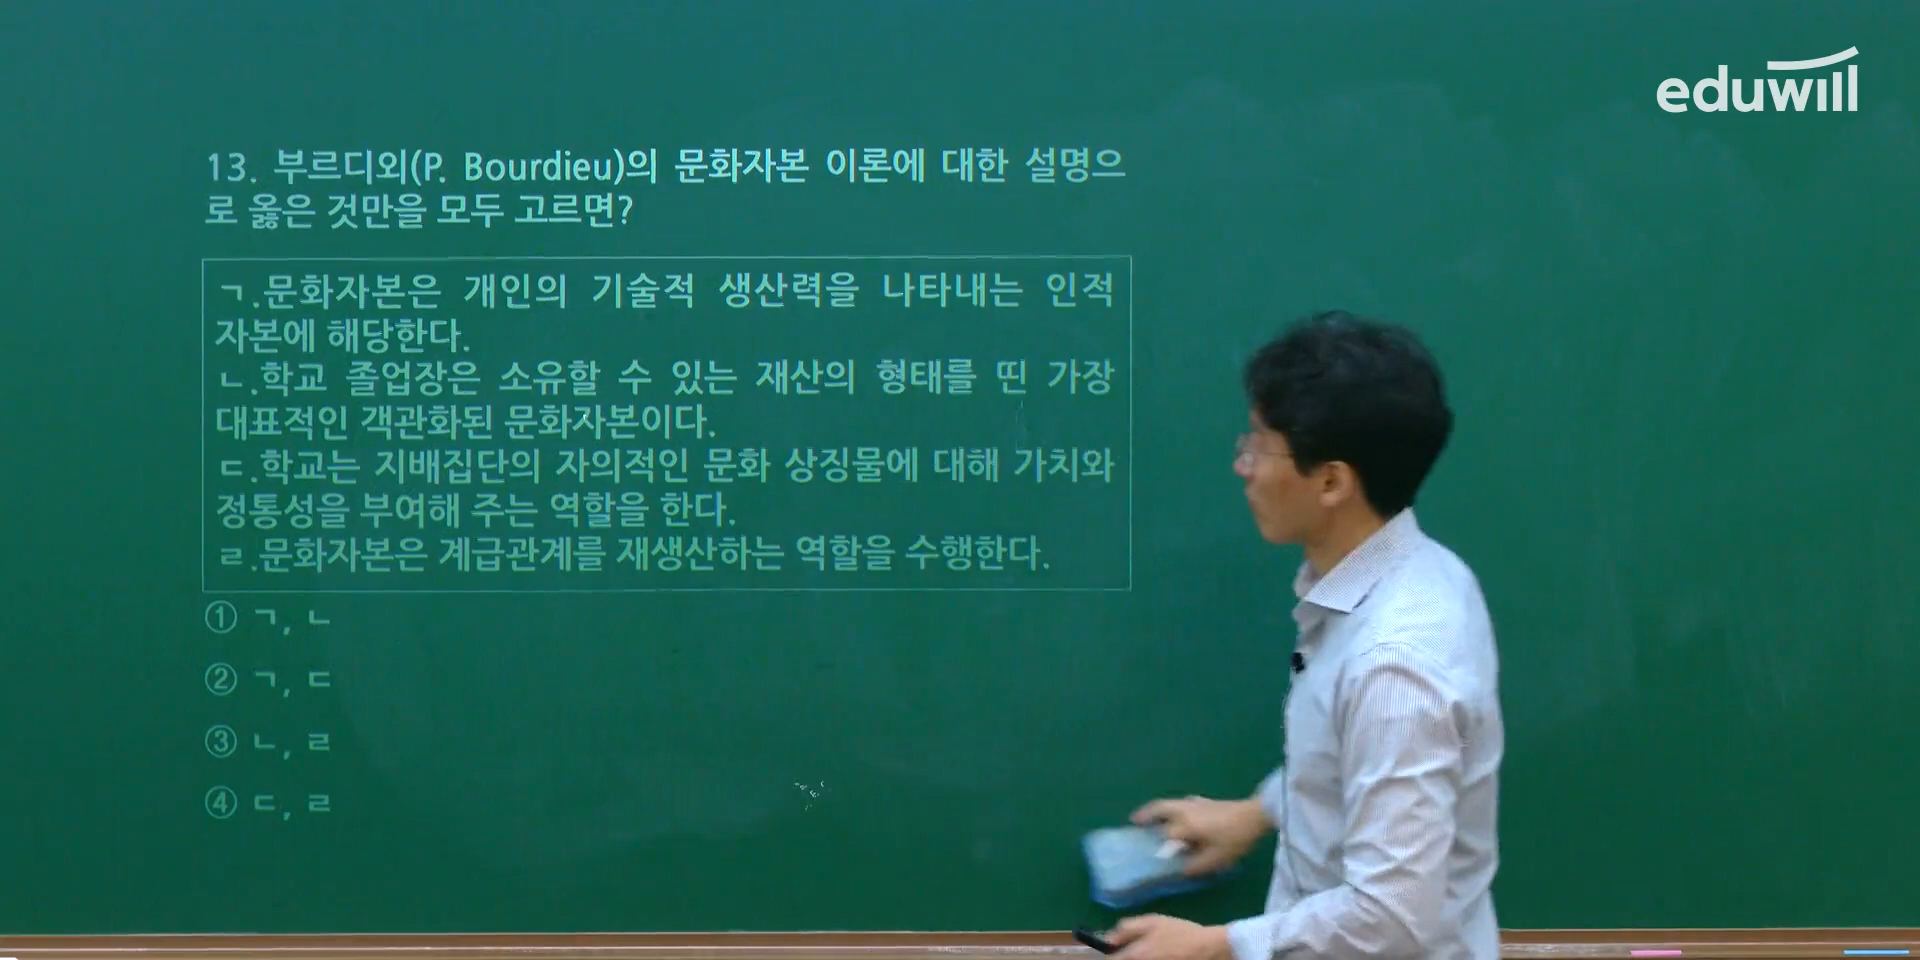 eduwill
13. 부르디외(P. Bourdieu)의 문화자본 이론에 대한 설명으
로 옳은 것만을 모두 고르면?
ㄱ.문화자본은 개인의 기술적 생산력을 나타내는 인적
자본에 해당한다.
ㄴ.학교 졸업장은 소유할 수 있는 재산의 형태를 띤 가장
대표적인 객관화된 문화자본이다.
ㄷ.학교는 지배집단의 자의적인 문화 상징물에 대해 가치와
정통성을 부여해 주는 역할을 한다.
ㄹ.문화자본은 계급관계를 재생산하는 역할을 수행한다.
① ㄱ, ㄴ
② ㄱ, ㄷ
③ ㄴ, ㄹ
④ ㄷ, ㄹ